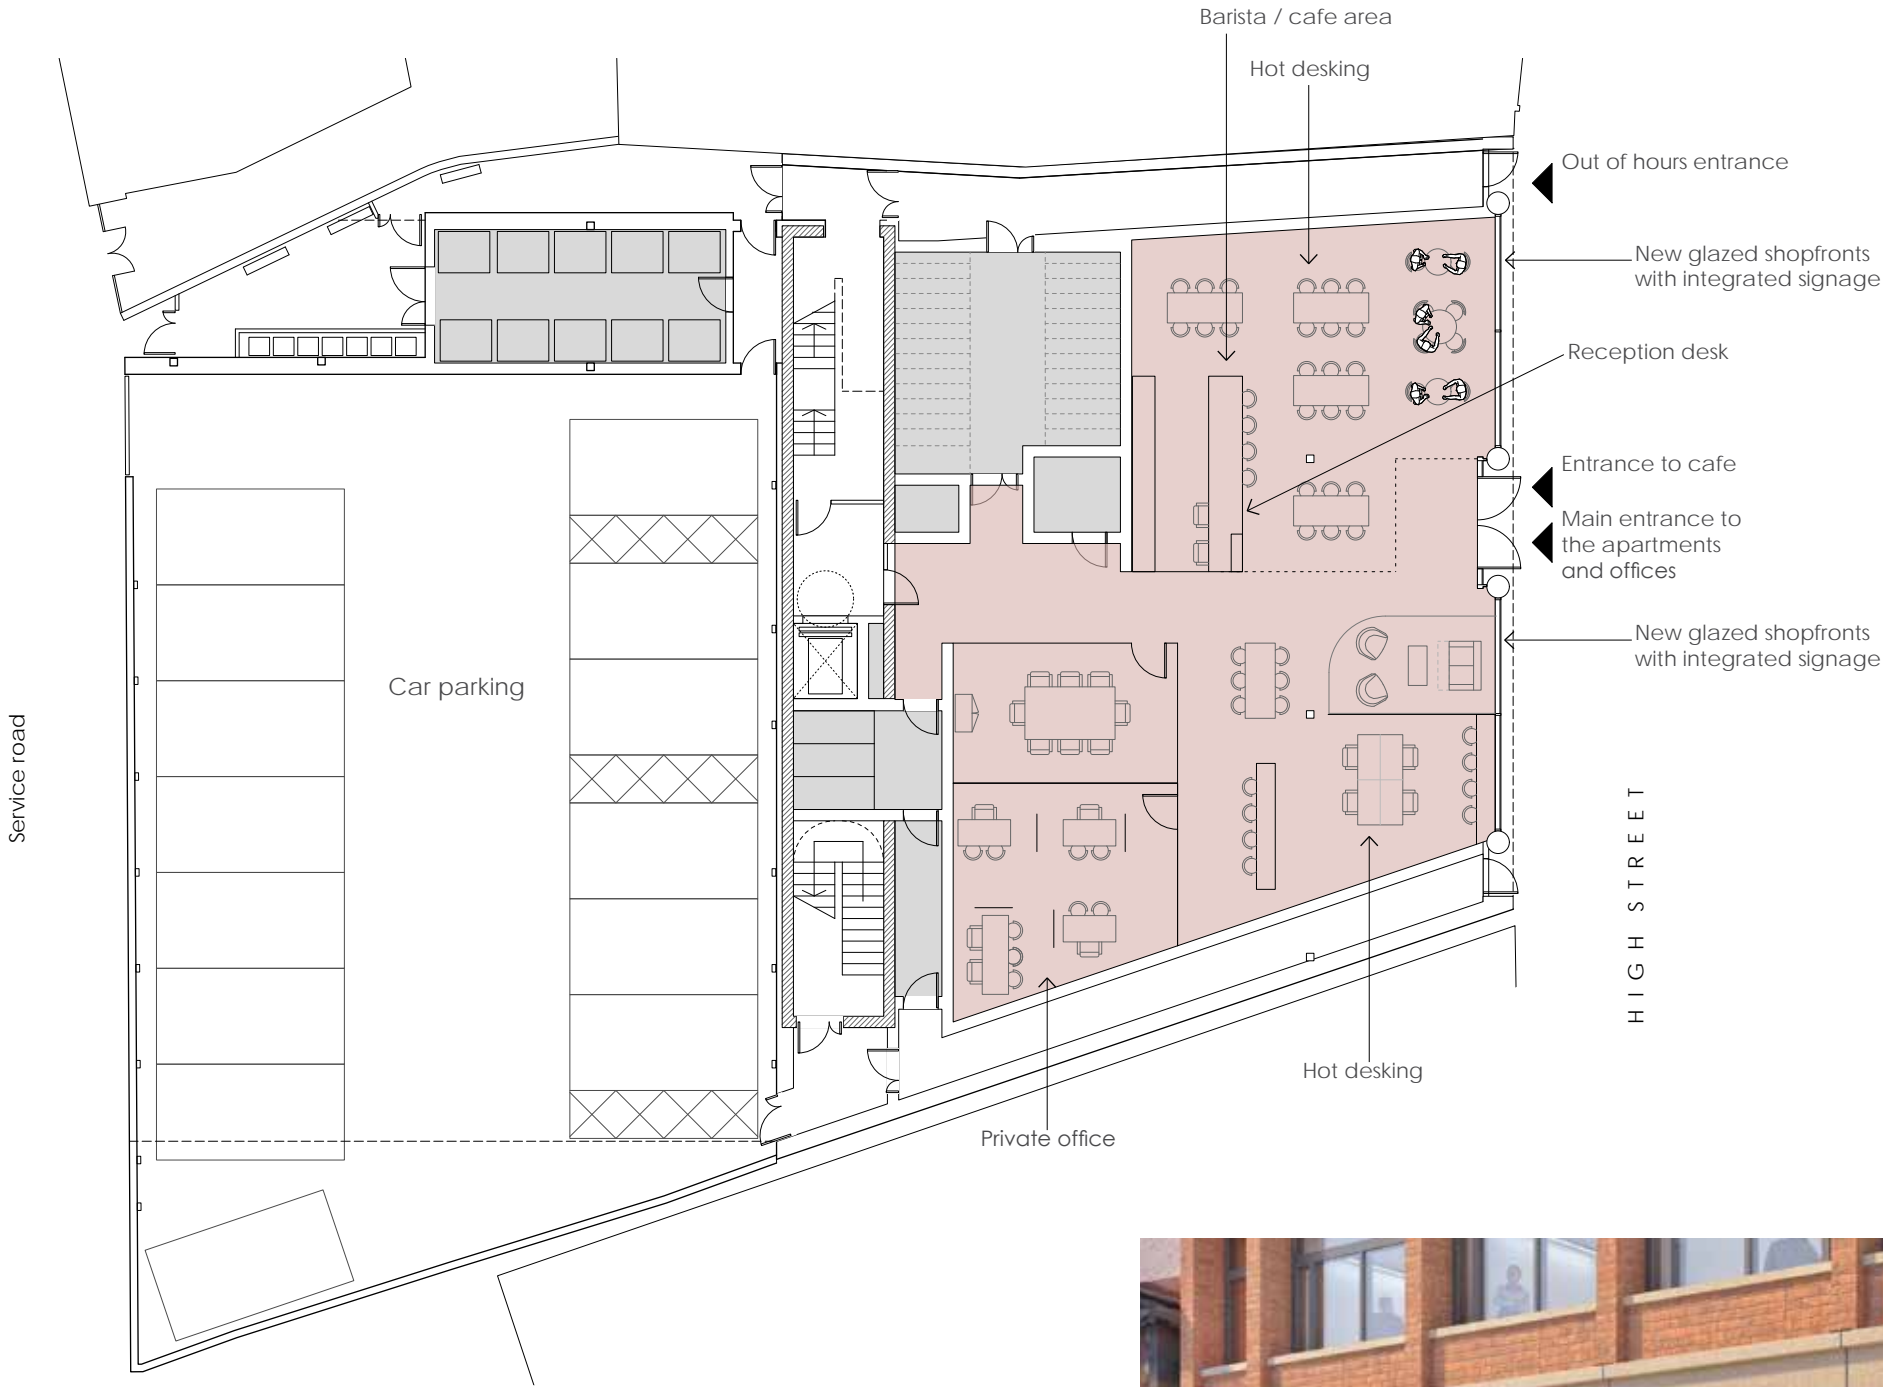 Barista / cafe area
Hot desking
Out of hours entrance
New glazed shopfronts
with integrated signage
Reception desk
Entrance to cafe
Main entrance to
the apartments
and offices
New glazed shopfronts
with integrated signage
Car parking
Service road
HIGH STREET
Hot desking
Private office